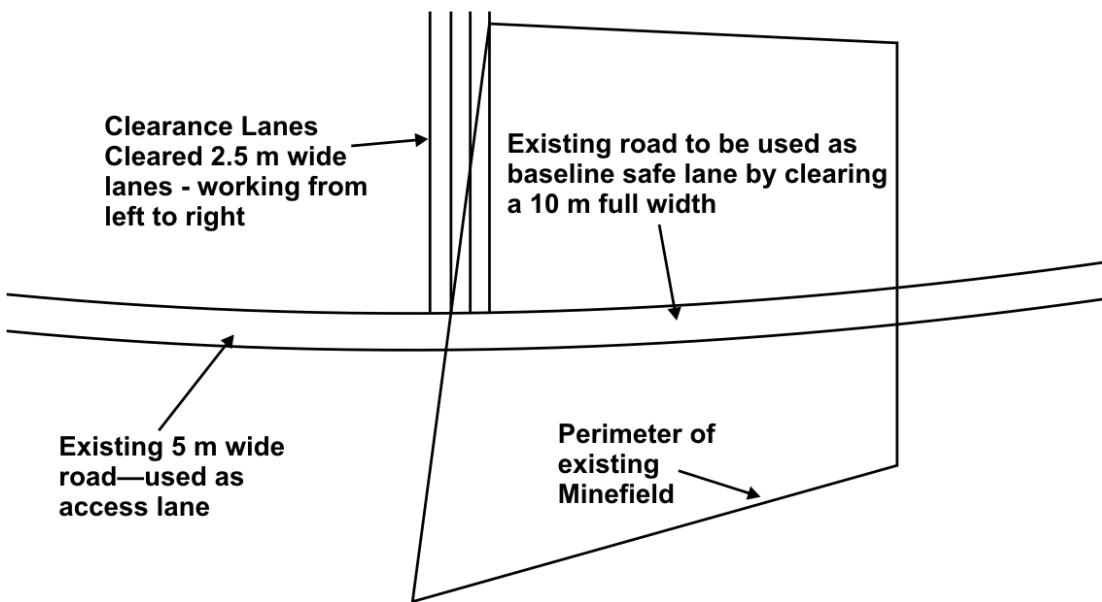 Clearance Lanes
Cleared 2.5 m wide
lanes - working from
left to right
Existing road to be used as
baseline safe lane by clearing
a 10 m full width
Existing 5 m wide
road—used as
access lane
Perimeter of
existing
Minefield